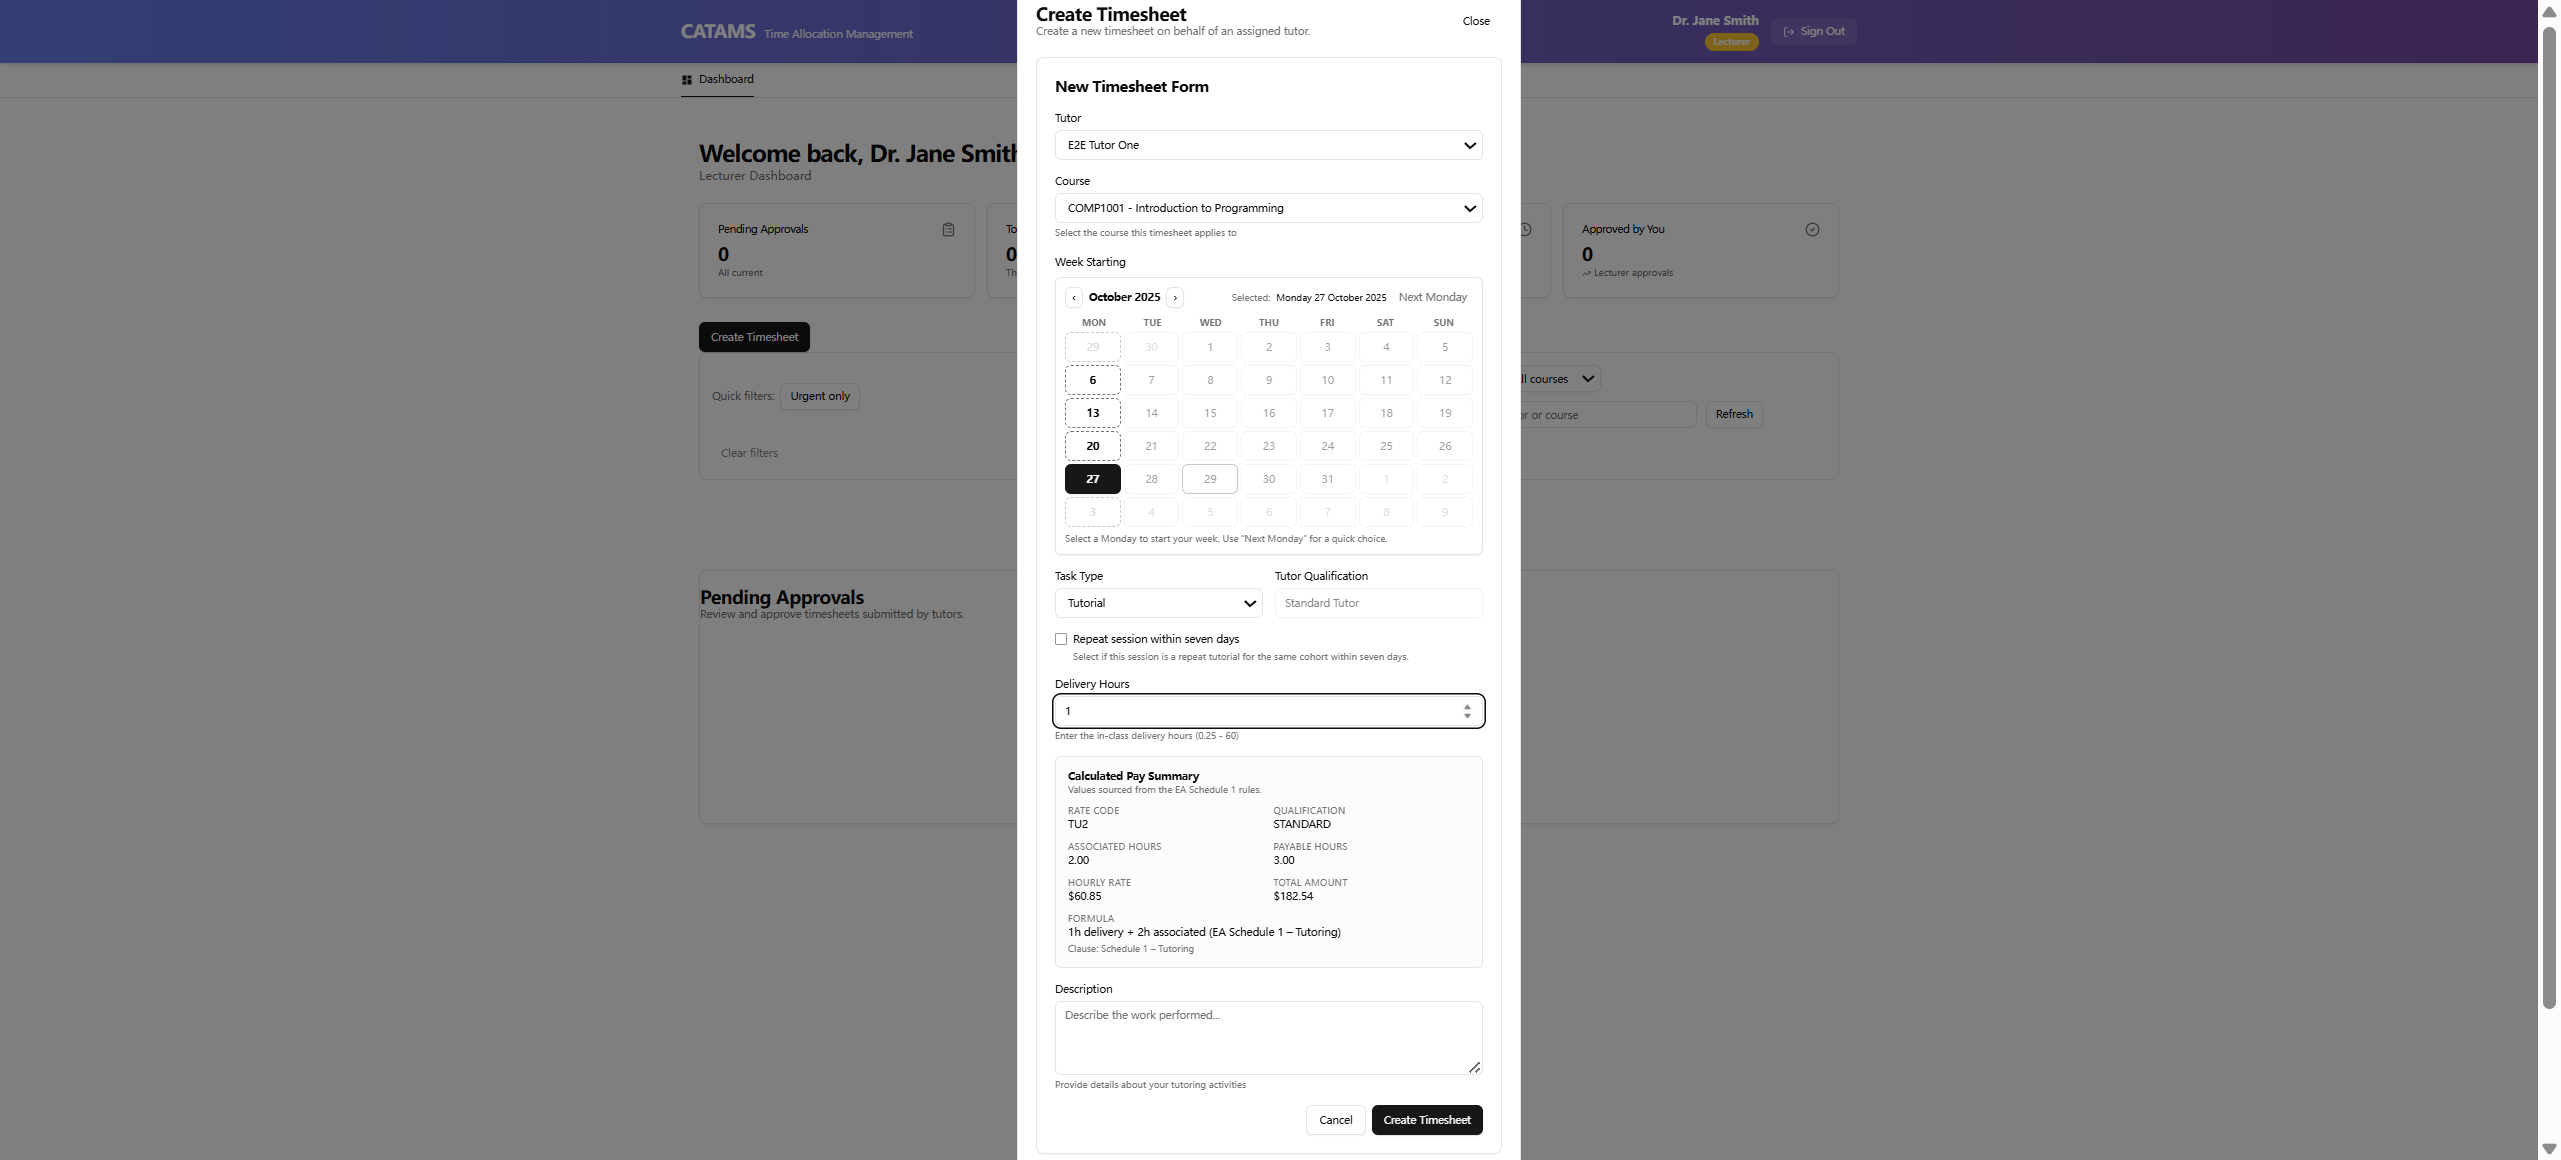 CATAMS Time Allocation Management
Dr. Jane Smith
Lecturer
Sign Out
Dashboard
Welcome back, Dr. Jane Smith
Lecturer Dashboard
Pending Approvals
0
All current
To
0
Th
Approved by You
0
Lecturer approvals
Create Timesheet
Quick filters: Urgent only
ll courses
or or course
Refresh
Clear filters
Pending Approvals
Review and approve timesheets submitted by tutors.
Create Timesheet
Create a new timesheet on behalf of an assigned tutor.
Close
New Timesheet Form
Tutor
E2E Tutor One
Course
COMP1001 - Introduction to Programming
Select the course this timesheet applies to
Week Starting
‹ October 2025 › Selected: Monday 27 October 2025 Next Monday
MON TUE WED THU FRI SAT SUN
29 30 1 2 3 4 5
6 7 8 9 10 11 12
13 14 15 16 17 18 19
20 21 22 23 24 25 26
27 28 29 30 31 1 2
3 4 5 6 7 8 9
Select a Monday to start your week. Use "Next Monday" for a quick choice.
Task Type Tutor Qualification
Tutorial Standard Tutor
Repeat session within seven days
Select if this session is a repeat tutorial for the same cohort within seven days.
Delivery Hours
1
Enter the in-class delivery hours (0.25 - 60)
Calculated Pay Summary
Values sourced from the EA Schedule 1 rules.
RATE CODE QUALIFICATION
TU2 STANDARD
ASSOCIATED HOURS PAYABLE HOURS
2.00 3.00
HOURLY RATE TOTAL AMOUNT
$60.85 $182.54
FORMULA
1h delivery + 2h associated (EA Schedule 1 – Tutoring)
Clause: Schedule 1 – Tutoring
Description
Describe the work performed...
Provide details about your tutoring activities
Cancel Create Timesheet